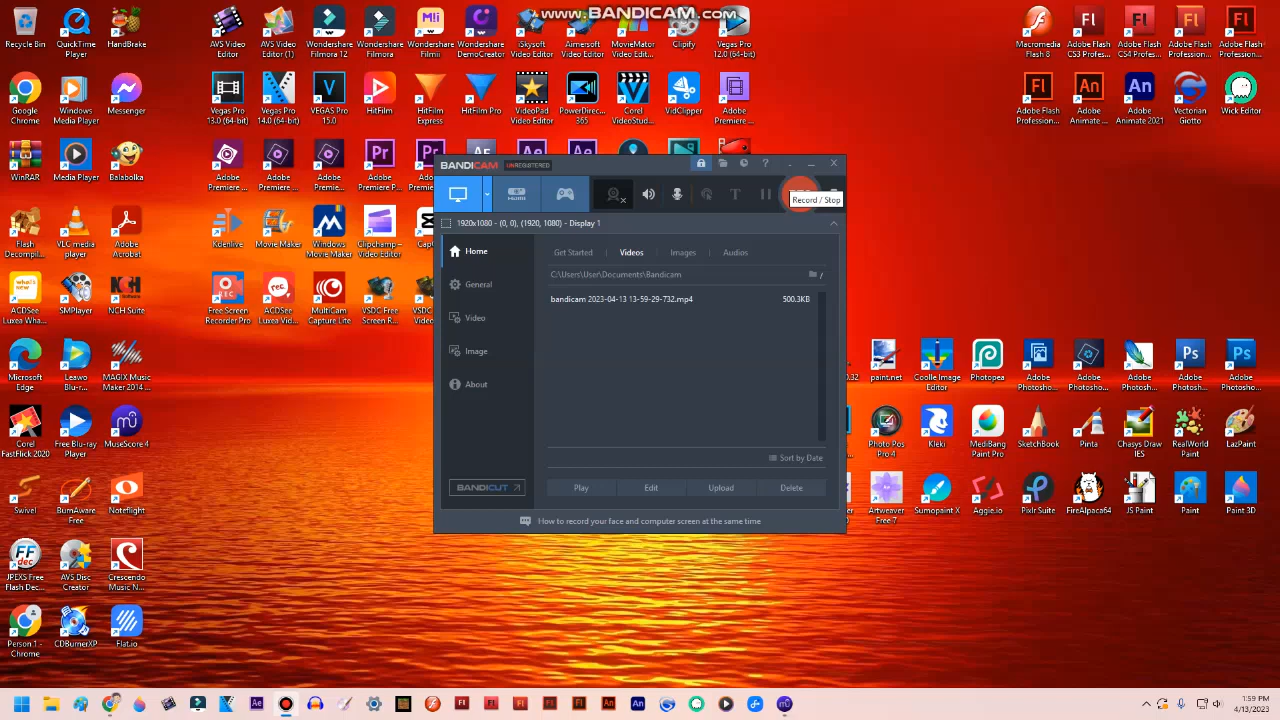 www.BANDICAM.com
Recycle Bin
QuickTime
Player
HandBrake
AVS Video
Editor
AVS Video
Editor (1)
Wondershare
Filmora 12
Wondershare
Filmora
Wondershare
Filmii
Wondershare
DemoCreator
iSkysoft
Video Editor
Aimersoft
Video Editor
MovieMator
Video Edit...
Clipify
Vegas Pro
12.0 (64-bit)
Macromedia
Flash 8
Adobe Flash
CS3 Profes...
Adobe Flash
CS4 Profes...
Adobe Flash
Profession...
Adobe Flash
Profession...
Google
Chrome
Windows
Media Player
Messenger
Vegas Pro
13.0 (64-bit)
Vegas Pro
14.0 (64-bit)
VEGAS Pro
15.0
HitFilm
HitFilm
Express
HitFilm Pro
VideoPad
Video Editor
PowerDirec...
365
Corel
VideoStud...
VidClipper
Adobe
Premiere ...
Adobe Flash
Profession...
Adobe
Animate ...
Adobe
Animate 2021
Vectorian
Giotto
Wick Editor
WinRAR
Media Player
Balabolka
Adobe
Premiere ...
Adobe
Premiere ...
Adobe
Premiere ...
Adobe
Premiere P...
Flash
Decompil...
VLC media
player
Adobe
Acrobat
Kdenlive
Movie Maker
Windows
Movie Ma...
Clipchamp –
Video Editor
ACDSee
Luxea Wha...
SMPlayer
NCH Suite
Free Screen
Recorder Pro
ACDSee
Luxea Vid...
MultiCam
Capture Lite
VSDC Free
Screen R...
BANDICAM UNREGISTERED
Record / Stop
1920x1080 - (0, 0), (1920, 1080) - Display 1
Home
General
Video
Image
About
BANDICUT
Get Started
Videos
Images
Audios
C:\Users\User\Documents\Bandicam
bandicam 2023-04-13 13-59-29-732.mp4
500.3KB
Sort by Date
Play
Edit
Upload
Delete
How to record your face and computer screen at the same time
Microsoft
Edge
Leawo
Blu-r...
MAGIX Music
Maker 2014 ...
paint.net
Coolle Image
Editor
Photopea
Adobe
Photosho...
Adobe
Photosho...
Adobe
Photosho...
Adobe
Photosho...
Adobe
Photosho...
Corel
FastFlick 2020
Free Blu-ray
Player
MuseScore 4
Photo Pos
Pro 4
Kleki
MediBang
Paint Pro
SketchBook
Pinta
Chasys Draw
IES
RealWorld
Paint
LazPaint
Swivel
BurnAware
Free
Noteflight
Artweaver
Free 7
Sumopaint X
Aggie.io
Pixlr Suite
FireAlpaca64
JS Paint
Paint
Paint 3D
JPEXS Free
Flash Dec...
AVS Disc
Creator
Crescendo
Music N...
Person 1 -
Chrome
CDBurnerXP
Flat.io
1:59 PM
4/13/2023